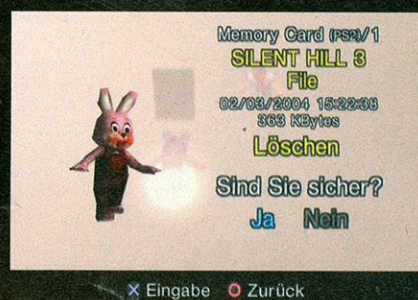 Memory Card (PS2)/1
SILENT HILL 3
File
02/03/2004 15:22:38
363 KBytes
Löschen
Sind Sie sicher?
Ja Nein
Eingabe Zurück